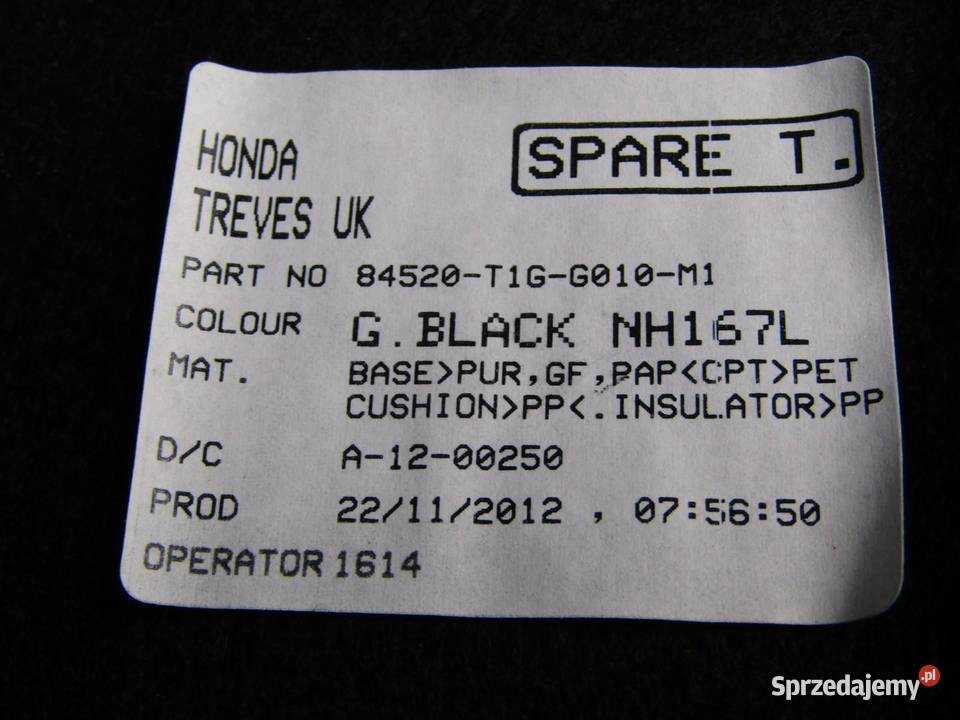 HONDA
SPARE T.
TREVES UK
PART NO 84520-T1G-G010-M1
COLOUR G.BLACK NH167L
MAT. BASE>PUR,GF,PAP<CPT>PET
CUSHION>PP<.INSULATOR>PP
D/C A-12-00250
PROD 22/11/2012 , 07:56:50
OPERATOR 1614
Sprzedajemy.pl